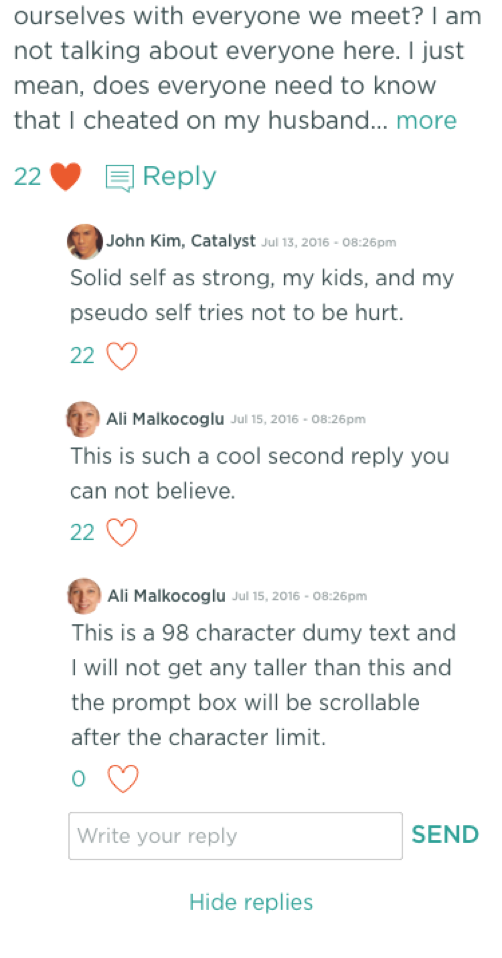 ourselves with everyone we meet? I am
not talking about everyone here. I just
mean, does everyone need to know
that I cheated on my husband... more
22 Reply
John Kim, Catalyst Jul 13, 2016 - 08:26pm
Solid self as strong, my kids, and my
pseudo self tries not to be hurt.
22
Ali Malkocoglu Jul 15, 2016 - 08:26pm
This is such a cool second reply you
can not believe.
22
Ali Malkocoglu Jul 15, 2016 - 08:26pm
This is a 98 character dumy text and
I will not get any taller than this and
the prompt box will be scrollable
after the character limit.
0
Write your reply SEND
Hide replies